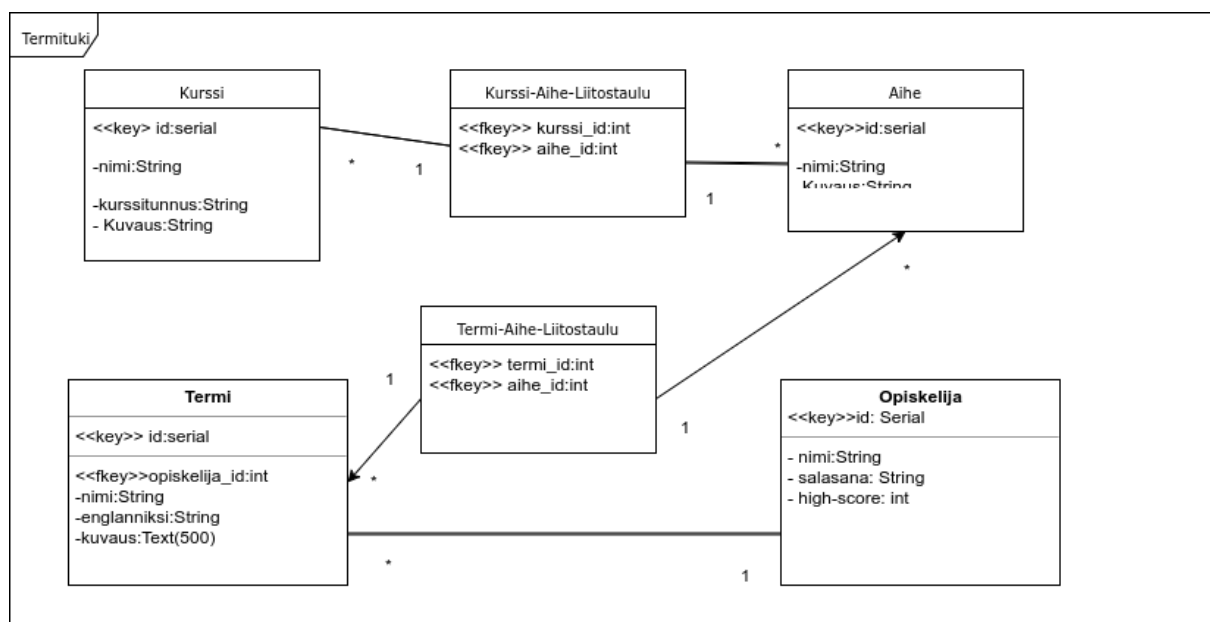 Termituki
Kurssi
<<key> id:serial
-nimi:String
-kurssitunnus:String
- Kuvaus:String
Kurssi-Aihe-Liitostaulu
<<fkey>> kurssi_id:int
<<fkey>> aihe_id:int
Aihe
<<key>>id:serial
-nimi:String
Kuvaus:String
*
1
1
*
*
Termi-Aihe-Liitostaulu
<<fkey>> termi_id:int
<<fkey>> aihe_id:int
1
1
*
Termi
<<key>> id:serial
<<fkey>>opiskelija_id:int
-nimi:String
-englanniksi:String
-kuvaus:Text(500)
Opiskelija
<<key>>id: Serial
- nimi:String
- salasana: String
- high-score: int
*
1